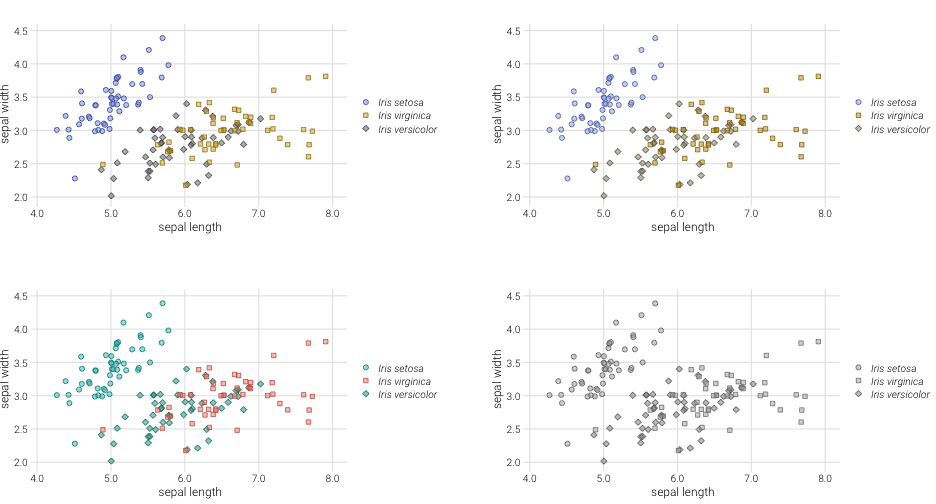 4.5
4.0
3.5
3.0
2.5
2.0
sepal width
4.0 5.0 6.0 7.0 8.0
sepal length
Iris setosa
Iris virginica
Iris versicolor
4.5
4.0
3.5
3.0
2.5
2.0
sepal width
4.0 5.0 6.0 7.0 8.0
sepal length
Iris setosa
Iris virginica
Iris versicolor
4.5
4.0
3.5
3.0
2.5
2.0
sepal width
4.0 5.0 6.0 7.0 8.0
sepal length
Iris setosa
Iris virginica
Iris versicolor
4.5
4.0
3.5
3.0
2.5
2.0
sepal width
4.0 5.0 6.0 7.0 8.0
sepal length
Iris setosa
Iris virginica
Iris versicolor